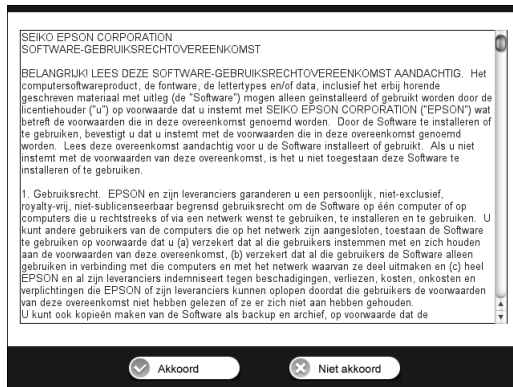 SEIKO EPSON CORPORATION
SOFTWARE-GEBRUIKSRECHTOVEREENKOMST
BELANGRIJK! LEES DEZE SOFTWARE-GEBRUIKSRECHTOVEREENKOMST AANDACHTIG. Het
computersoftwareproduct, de fontware, de lettertypes en/of data, inclusief het erbij horende
geschreven materiaal met uitleg (de "Software") mogen alleen geïnstalleerd of gebruikt worden door de
licentiehouder ("u") op voorwaarde dat u instemt met SEIKO EPSON CORPORATION ("EPSON") wat
betreft de voorwaarden die in deze overeenkomst genoemd worden. Door de Software te installeren of
te gebruiken, bevestigt u dat u instemt met de voorwaarden die in deze overeenkomst genoemd
worden. Lees deze overeenkomst aandachtig voor u de Software installeert of gebruikt. Als u niet
instemt met de voorwaarden van deze overeenkomst, is het u niet toegestaan deze Software te
installeren of te gebruiken.
1. Gebruiksrecht. EPSON en zijn leveranciers garanderen u een persoonlijk, niet-exclusief,
royalty-vrij, niet-sublicenseerbaar begrensd gebruiksrecht om de Software op één computer of op
computers die u rechtstreeks of via een netwerk wenst te gebruiken, te installeren en te gebruiken. U
kunt andere gebruikers van de computers die op het netwerk zijn aangesloten, toestaan de Software
te gebruiken op voorwaarde dat u (a) verzekert dat al die gebruikers instemmen met en zich houden
aan de voorwaarden van deze overeenkomst, (b) verzekert dat al die gebruikers de Software alleen
gebruiken in verbinding met die computers en met het netwerk waarvan ze deel uitmaken en (c) heel
EPSON en al zijn leveranciers indemniseert tegen beschadigingen, verliezen, kosten, onkosten en
verplichtingen die EPSON of zijn leveranciers kunnen oplopen doordat die gebruikers de voorwaarden
van deze overeenkomst niet hebben gelezen of ze er zich niet aan hebben gehouden.
U kunt ook kopieën maken van de Software als backup en archief, op voorwaarde dat de
Akkoord
Niet akkoord